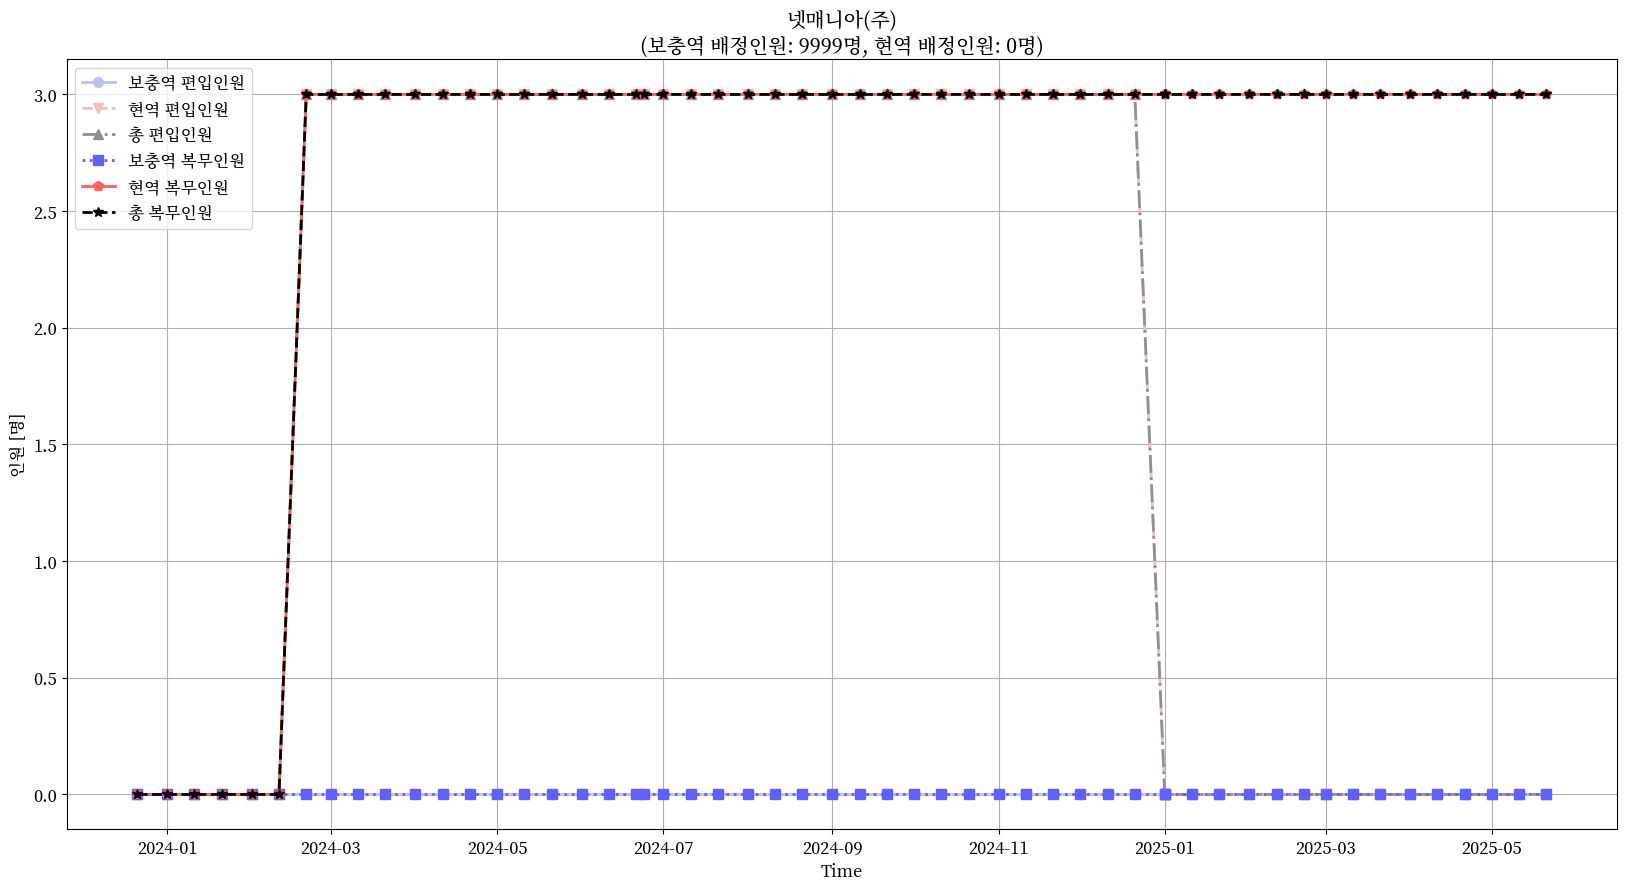 넷매니아(주)
(보충역 배정인원: 9999명, 현역 배정인원: 0명)
보충역 편입인원
현역 편입인원
총 편입인원
보충역 복무인원
현역 복무인원
총 복무인원
3.0
2.5
2.0
1.5
1.0
0.5
0.0
인원 [명]
2024-01
2024-03
2024-05
2024-07
2024-09
2024-11
2025-01
2025-03
2025-05
Time